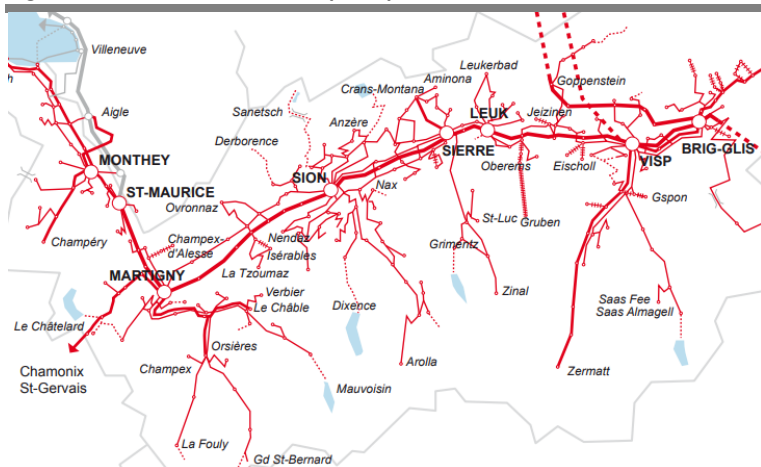 Villeneuve
Leukerbad
Aminona
Goppenstein
Crans-Montana
Aigle
Sanetsch
LEUK
Jeizinen
Anzère
Derborence
MONTHEY
SIERRE
VISP
BRIG-GLIS
Oberems
Eischoll
SION
Nax
ST-MAURICE
Ovronnaz
Gspon
St-Luc
Gruben
Champéry
Champex-
d'Alesse
Nendaz
Isérables
Grimentz
La Tzoumaz
MARTIGNY
Zinal
Verbier
Le Châble
Dixence
Saas Fee
Saas Almagell
Le Châtelard
Orsières
Arolla
Champex
Zermatt
Chamonix
St-Gervais
Mauvoisin
La Fouly
Gd St-Bernard